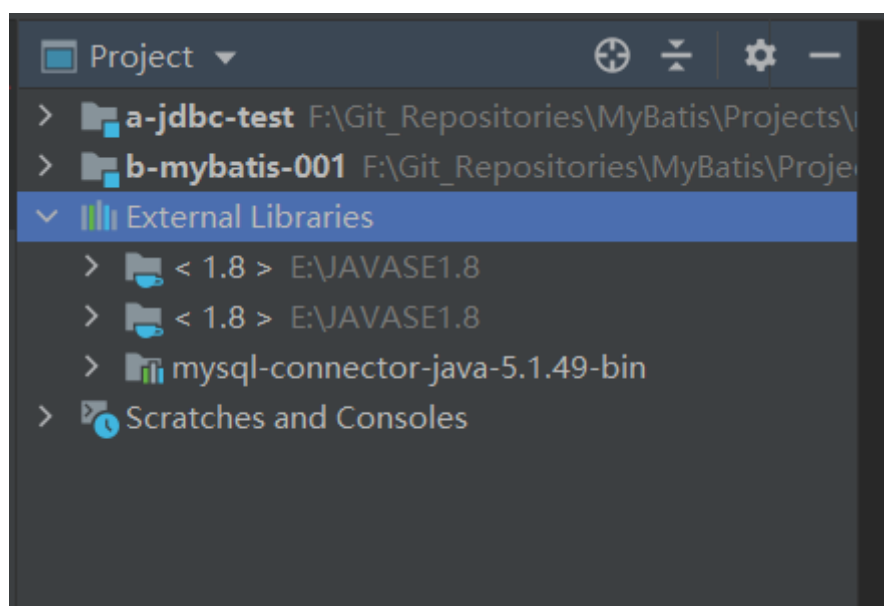 Project
a-jdbc-test F:\Git_Repositories\MyBatis\Projects\
b-mybatis-001 F:\Git_Repositories\MyBatis\Proje
External Libraries
< 1.8 > E:\JAVASE1.8
< 1.8 > E:\JAVASE1.8
mysql-connector-java-5.1.49-bin
Scratches and Consoles